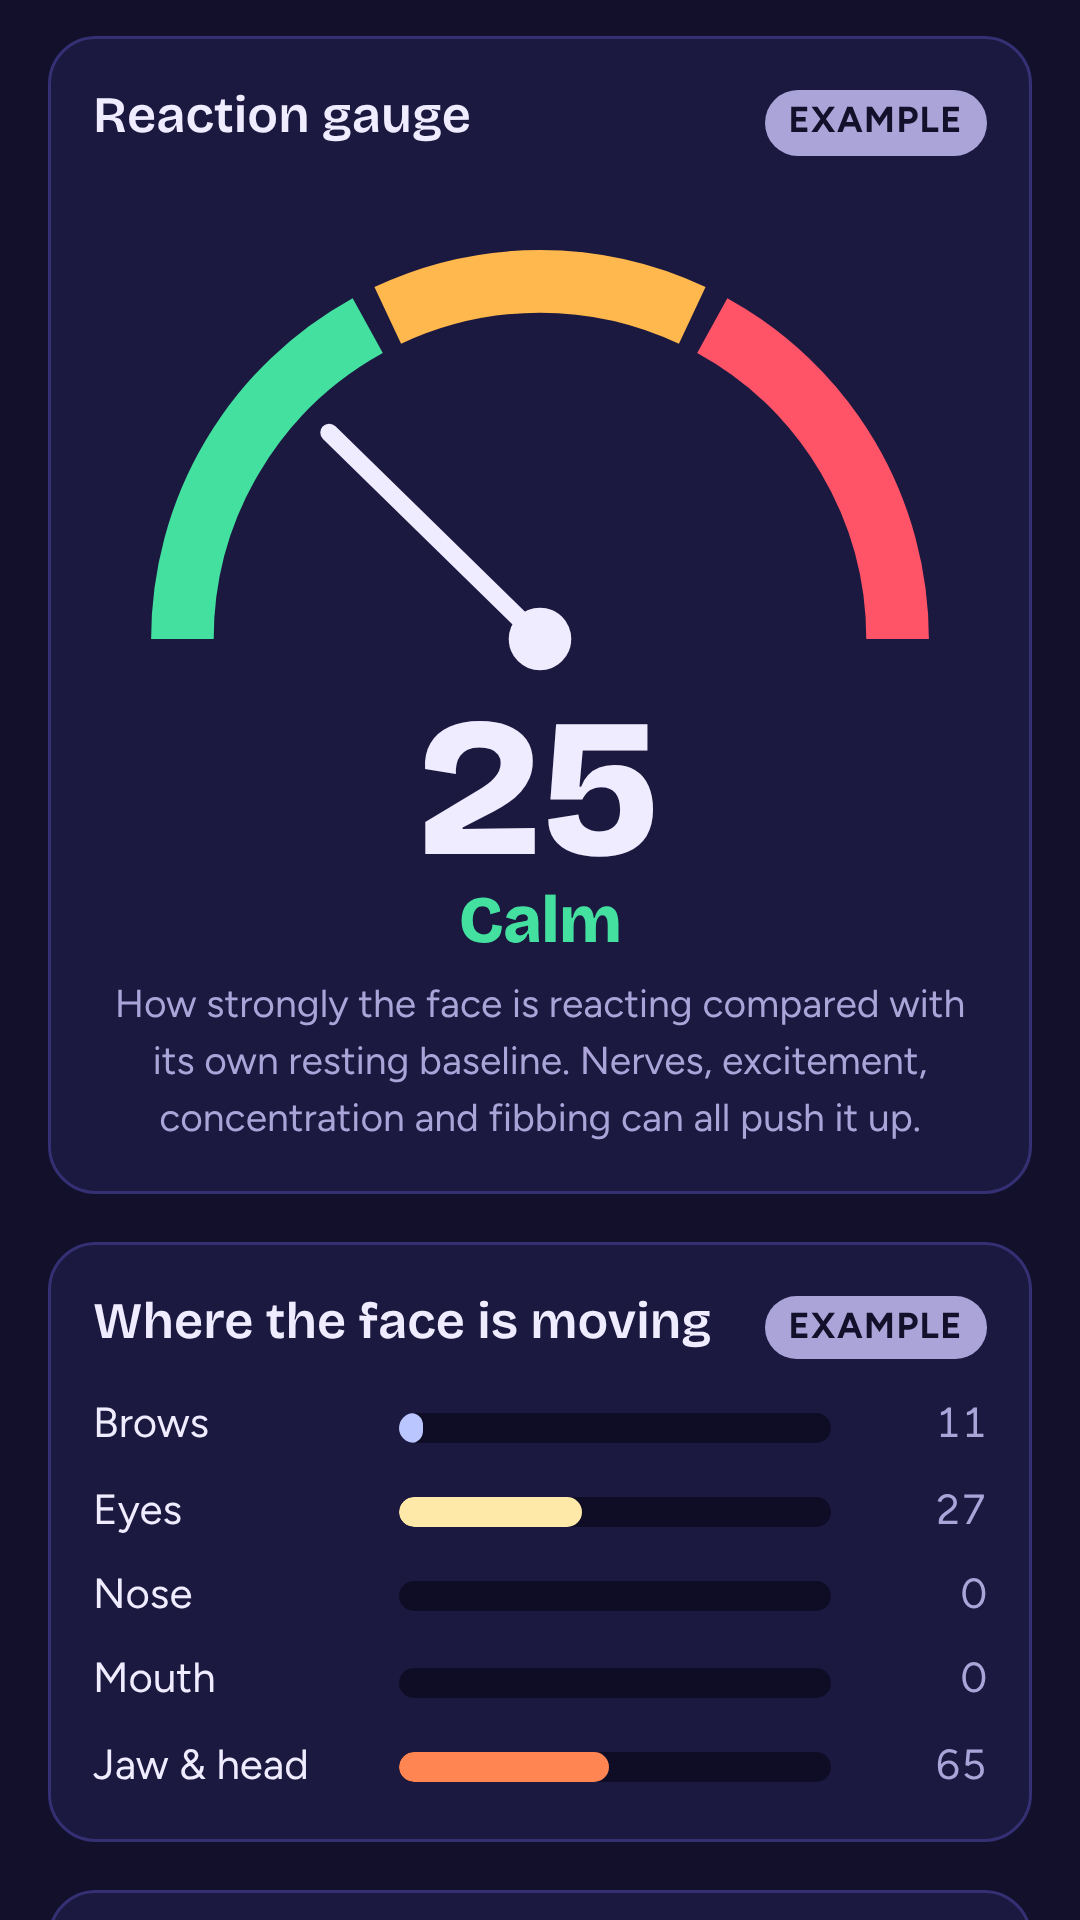 Reaction gauge
EXAMPLE
25
Calm
How strongly the face is reacting compared with
its own resting baseline. Nerves, excitement,
concentration and fibbing can all push it up.
Where the face is moving
EXAMPLE
Brows 11
Eyes 27
Nose 0
Mouth 0
Jaw & head 65